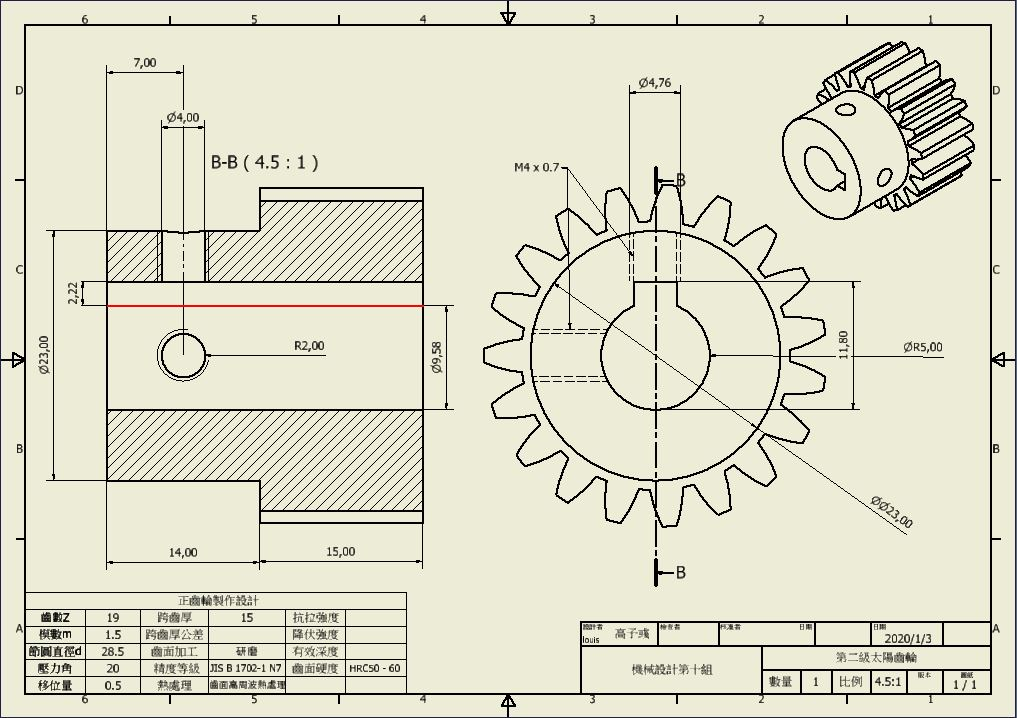 6 5 4 3 2 1
D D
C C
B B
A A
7,00
Ø4,00
B-B ( 4.5 : 1 )
2,22
Ø23,00
R2,00
Ø9,58
14,00
15,00
Ø4,76
M4 x 0.7
B
11,80
ØR5,00
ØØ23,00
B
正齒輪製作設計
齒數Z 19 跨齒厚 15 抗拉強度
模數m 1.5 跨齒厚公差 降伏強度
節圓直徑d 28.5 齒面加工 研磨 有效深度
壓力角 20 精度等級 JIS B 1702-1 N7 齒面硬度 HRC50 - 60
移位量 0.5 熱處理 齒面高周波熱處理
設計者 檢查者 核准者 日期 日期
louis 高子彧 2020/1/3
機械設計第十組
第二級太陽齒輪
數量 1 比例 4.5:1 版本 圖紙
1 / 1
6 5 4 3 2 1